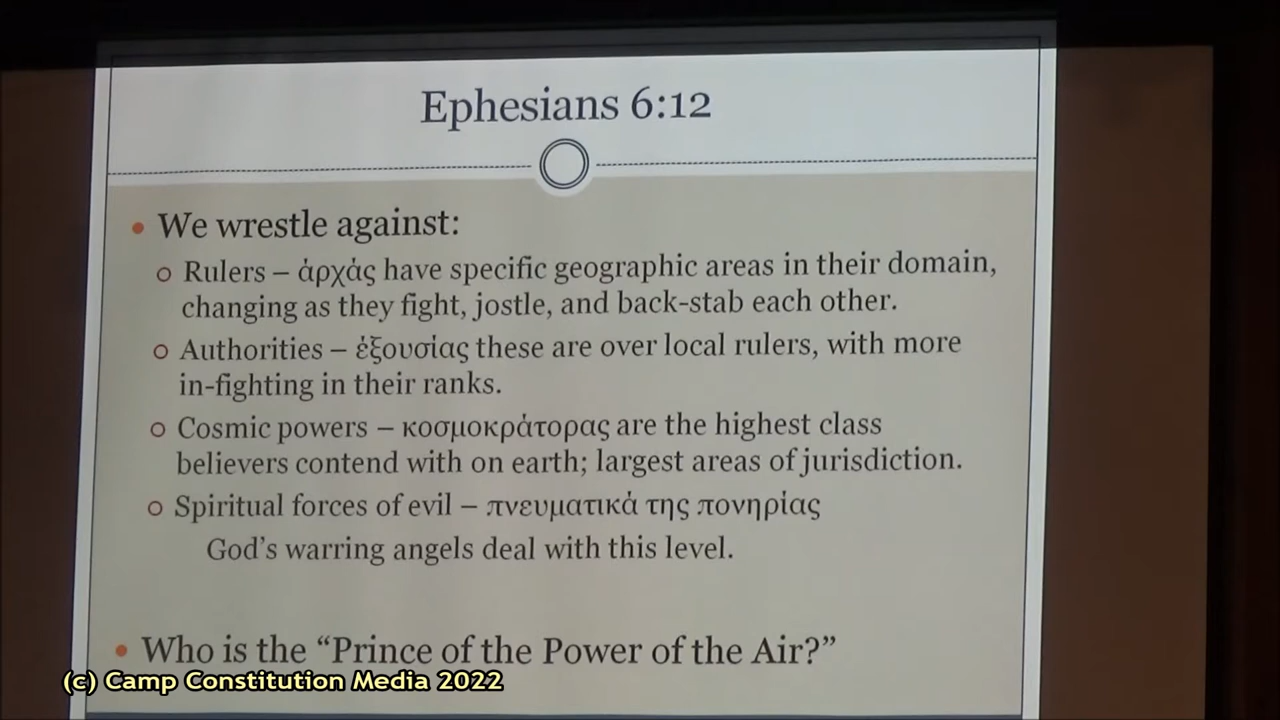 Ephesians 6:12
• We wrestle against:
o Rulers – ἀρχάς have specific geographic areas in their domain,
changing as they fight, jostle, and back-stab each other.
o Authorities – ἐξουσίας these are over local rulers, with more
in-fighting in their ranks.
o Cosmic powers – κοσμοκράτορας are the highest class
believers contend with on earth; largest areas of jurisdiction.
o Spiritual forces of evil – πνευματικά της πονηρίας
God's warring angels deal with this level.
• Who is the “Prince of the Power of the Air?”
(c) Camp Constitution Media 2022